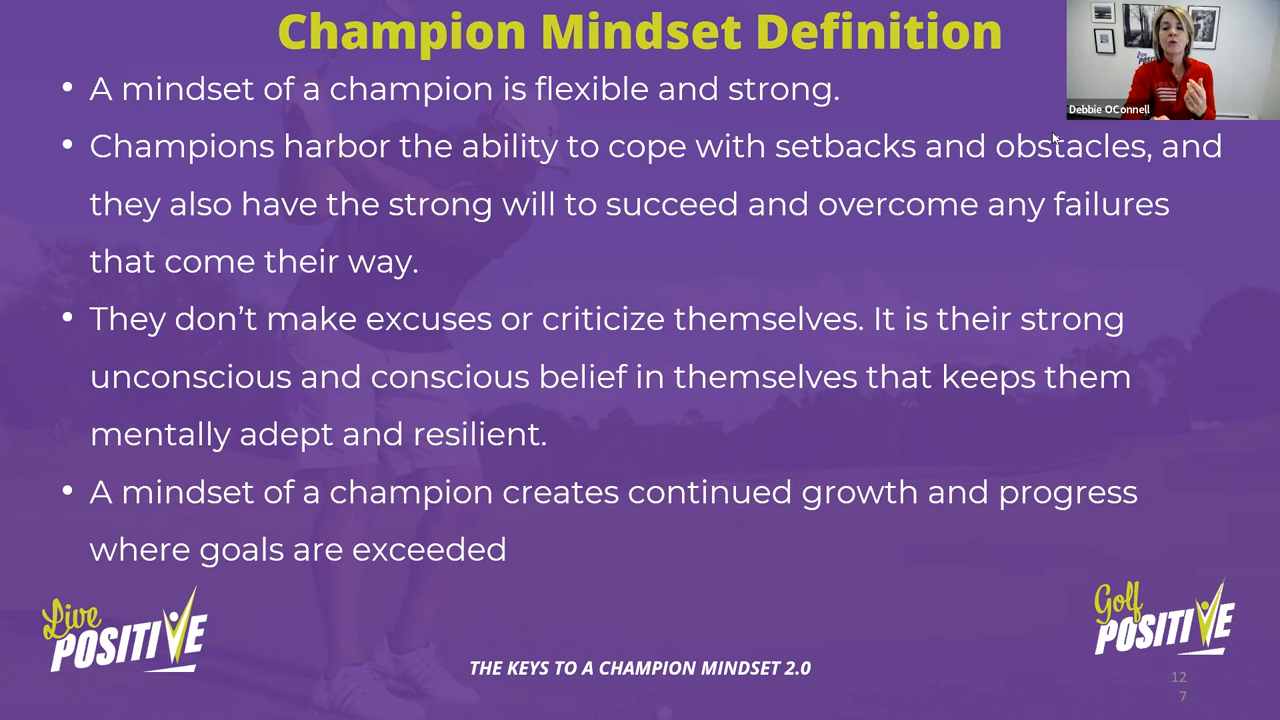 Champion Mindset Definition
• A mindset of a champion is flexible and strong.
• Champions harbor the ability to cope with setbacks and obstacles, and
they also have the strong will to succeed and overcome any failures
that come their way.
• They don’t make excuses or criticize themselves. It is their strong
unconscious and conscious belief in themselves that keeps them
mentally adept and resilient.
• A mindset of a champion creates continued growth and progress
where goals are exceeded
Debbie OConnell
Live
POSITIVE
THE KEYS TO A CHAMPION MINDSET 2.0
Golf
POSITIVE
12
7